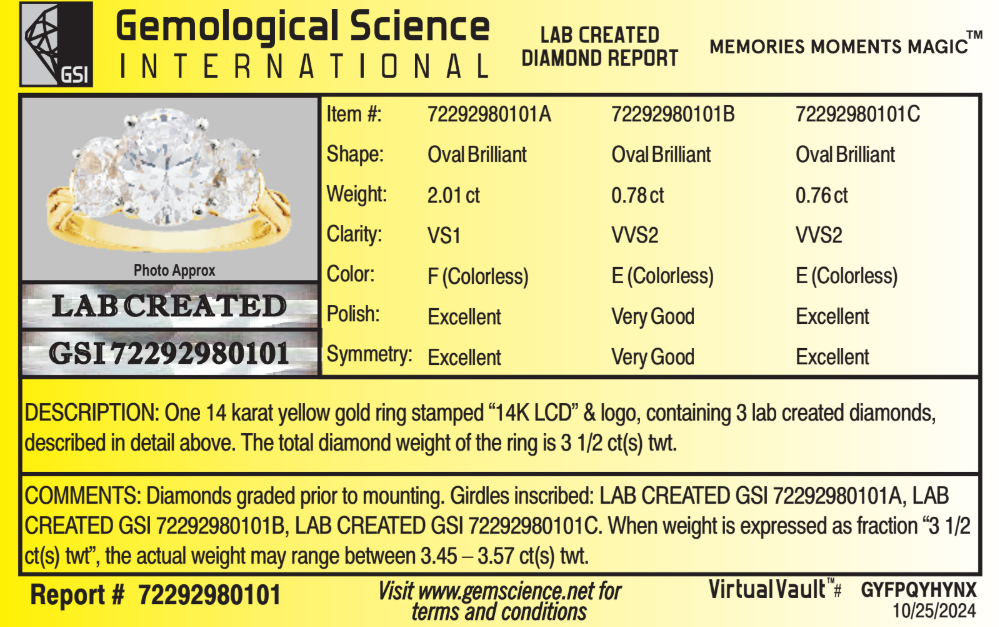 GSI
Gemological Science
INTERNATIONAL
LAB CREATED
DIAMOND REPORT
MEMORIES MOMENTS MAGIC™
Photo Approx
LAB CREATED
GSI 72292980101
Item #: 72292980101A 72292980101B 72292980101C
Shape: Oval Brilliant Oval Brilliant Oval Brilliant
Weight: 2.01 ct 0.78 ct 0.76 ct
Clarity: VS1 VVS2 VVS2
Color: F (Colorless) E (Colorless) E (Colorless)
Polish: Excellent Very Good Excellent
Symmetry: Excellent Very Good Excellent
DESCRIPTION: One 14 karat yellow gold ring stamped “14K LCD” & logo, containing 3 lab created diamonds,
described in detail above. The total diamond weight of the ring is 3 1/2 ct(s) twt.
COMMENTS: Diamonds graded prior to mounting. Girdles inscribed: LAB CREATED GSI 72292980101A, LAB
CREATED GSI 72292980101B, LAB CREATED GSI 72292980101C. When weight is expressed as fraction “3 1/2
ct(s) twt”, the actual weight may range between 3.45 – 3.57 ct(s) twt.
Report # 72292980101
Visit www.gemscience.net for
terms and conditions
VirtualVault™# GYFPQYHYNX
10/25/2024